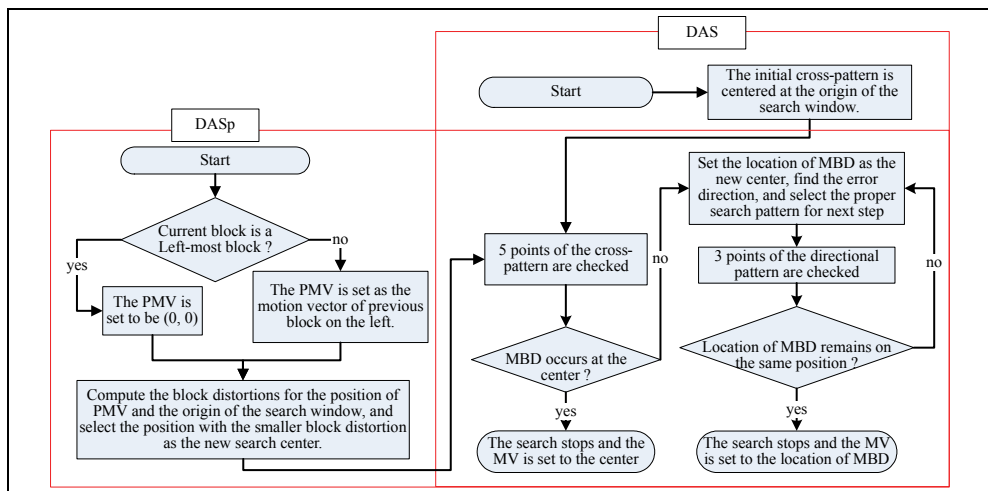 DAS
Start
The initial cross-pattern is
centered at the origin of the
search window.
DASp
Start
Current block is a
Left-most block ?
yes
no
The PMV is
set to be (0, 0)
The PMV is set as the
motion vector of previous
block on the left.
Compute the block distortions for the position of
PMV and the origin of the search window, and
select the position with the smaller block distortion
as the new search center.
5 points of the cross-
pattern are checked
MBD occurs at the
center ?
no
yes
The search stops and the
MV is set to the center
Set the location of MBD as the
new center, find the error
direction, and select the proper
search pattern for next step
3 points of the directional
pattern are checked
no
Location of MBD remains on
the same position ?
yes
The search stops and the MV
is set to the location of MBD